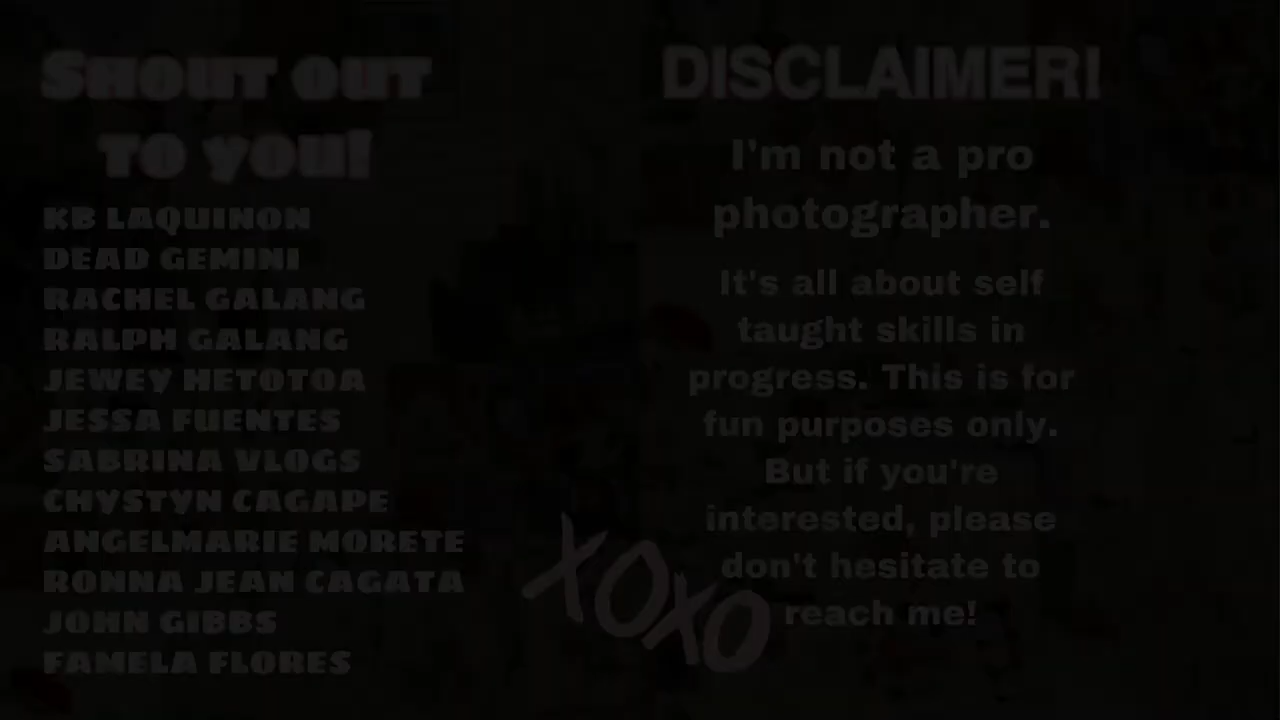 SHOUT OUT
TO you!
KB LAQUINON
DEAD GEMINI
RACHEL GALANG
RALPH GALANG
JEWEY HETOTOA
JESSA FUENTES
SABRINA VLOGS
CHYSTYN CAGAPE
ANGELMARIE MORETE
RONNA JEAN CAGATA
JOHN GIBBS
FAMELA FLORES
DISCLAIMER!
I'm not a pro
photographer.
It's all about self
taught skills in
progress. This is for
fun purposes only.
But if you're
interested, please
don't hesitate to
reach me!
XOXO